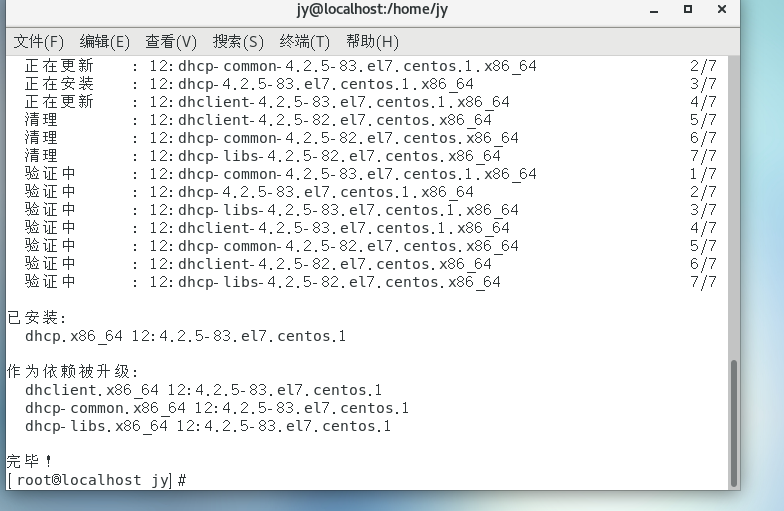 jy@localhost:/home/jy
文件(F) 编辑(E) 查看(V) 搜索(S) 终端(T) 帮助(H)
正在更新 : 12:dhcp-common-4.2.5-83.el7.centos.1.x86_64 2/7
正在安装 : 12:dhcp-4.2.5-83.el7.centos.1.x86_64 3/7
正在更新 : 12:dhclient-4.2.5-83.el7.centos.1.x86_64 4/7
清理 : 12:dhclient-4.2.5-82.el7.centos.x86_64 5/7
清理 : 12:dhcp-common-4.2.5-82.el7.centos.x86_64 6/7
清理 : 12:dhcp-libs-4.2.5-82.el7.centos.x86_64 7/7
验证中 : 12:dhcp-common-4.2.5-83.el7.centos.1.x86_64 1/7
验证中 : 12:dhcp-4.2.5-83.el7.centos.1.x86_64 2/7
验证中 : 12:dhcp-libs-4.2.5-83.el7.centos.1.x86_64 3/7
验证中 : 12:dhclient-4.2.5-83.el7.centos.1.x86_64 4/7
验证中 : 12:dhcp-common-4.2.5-82.el7.centos.x86_64 5/7
验证中 : 12:dhclient-4.2.5-82.el7.centos.x86_64 6/7
验证中 : 12:dhcp-libs-4.2.5-82.el7.centos.x86_64 7/7
已安装:
dhcp.x86_64 12:4.2.5-83.el7.centos.1
作为依赖被升级:
dhclient.x86_64 12:4.2.5-83.el7.centos.1
dhcp-common.x86_64 12:4.2.5-83.el7.centos.1
dhcp-libs.x86_64 12:4.2.5-83.el7.centos.1
完毕！
[root@localhost jy]#